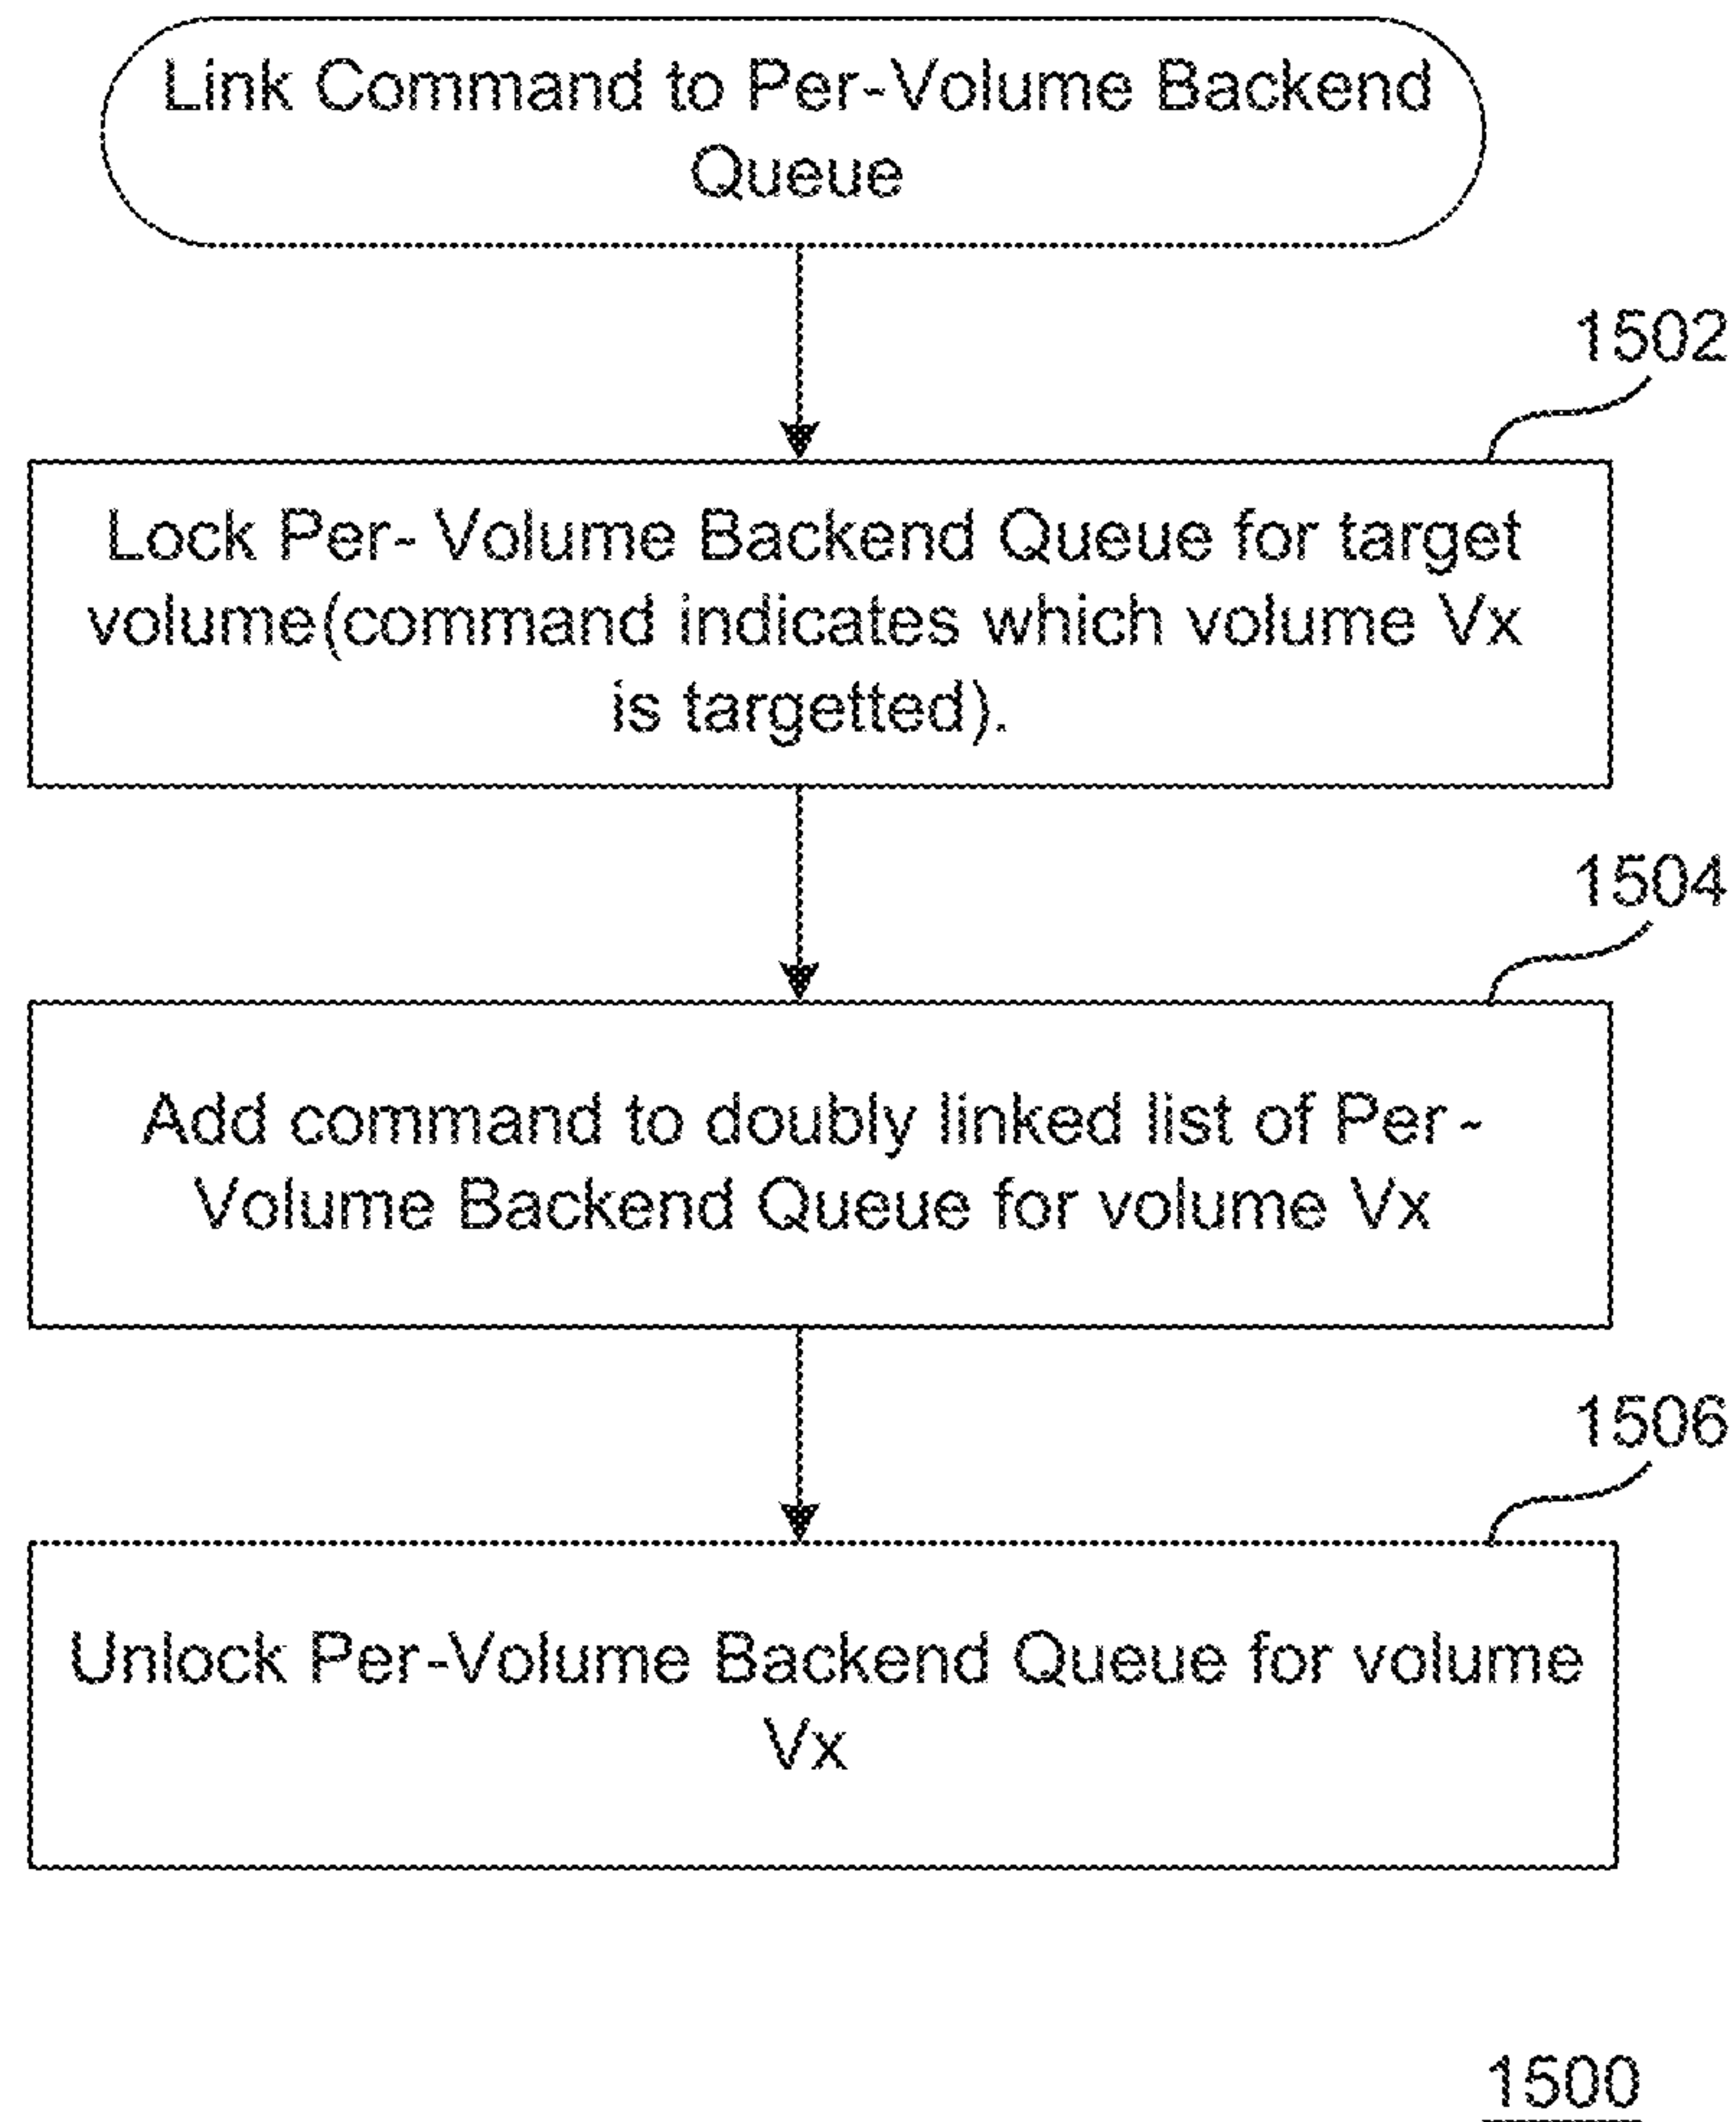 Link Command to Per-Volume Backend
Queue
1502
Lock Per- Volume Backend Queue for target
volume(command indicates which volume Vx
is targetted).
1504
Add command to doubly linked list of Per-
Volume Backend Queue for volume Vx
1506
Unlock Per-Volume Backend Queue for volume
Vx
1500